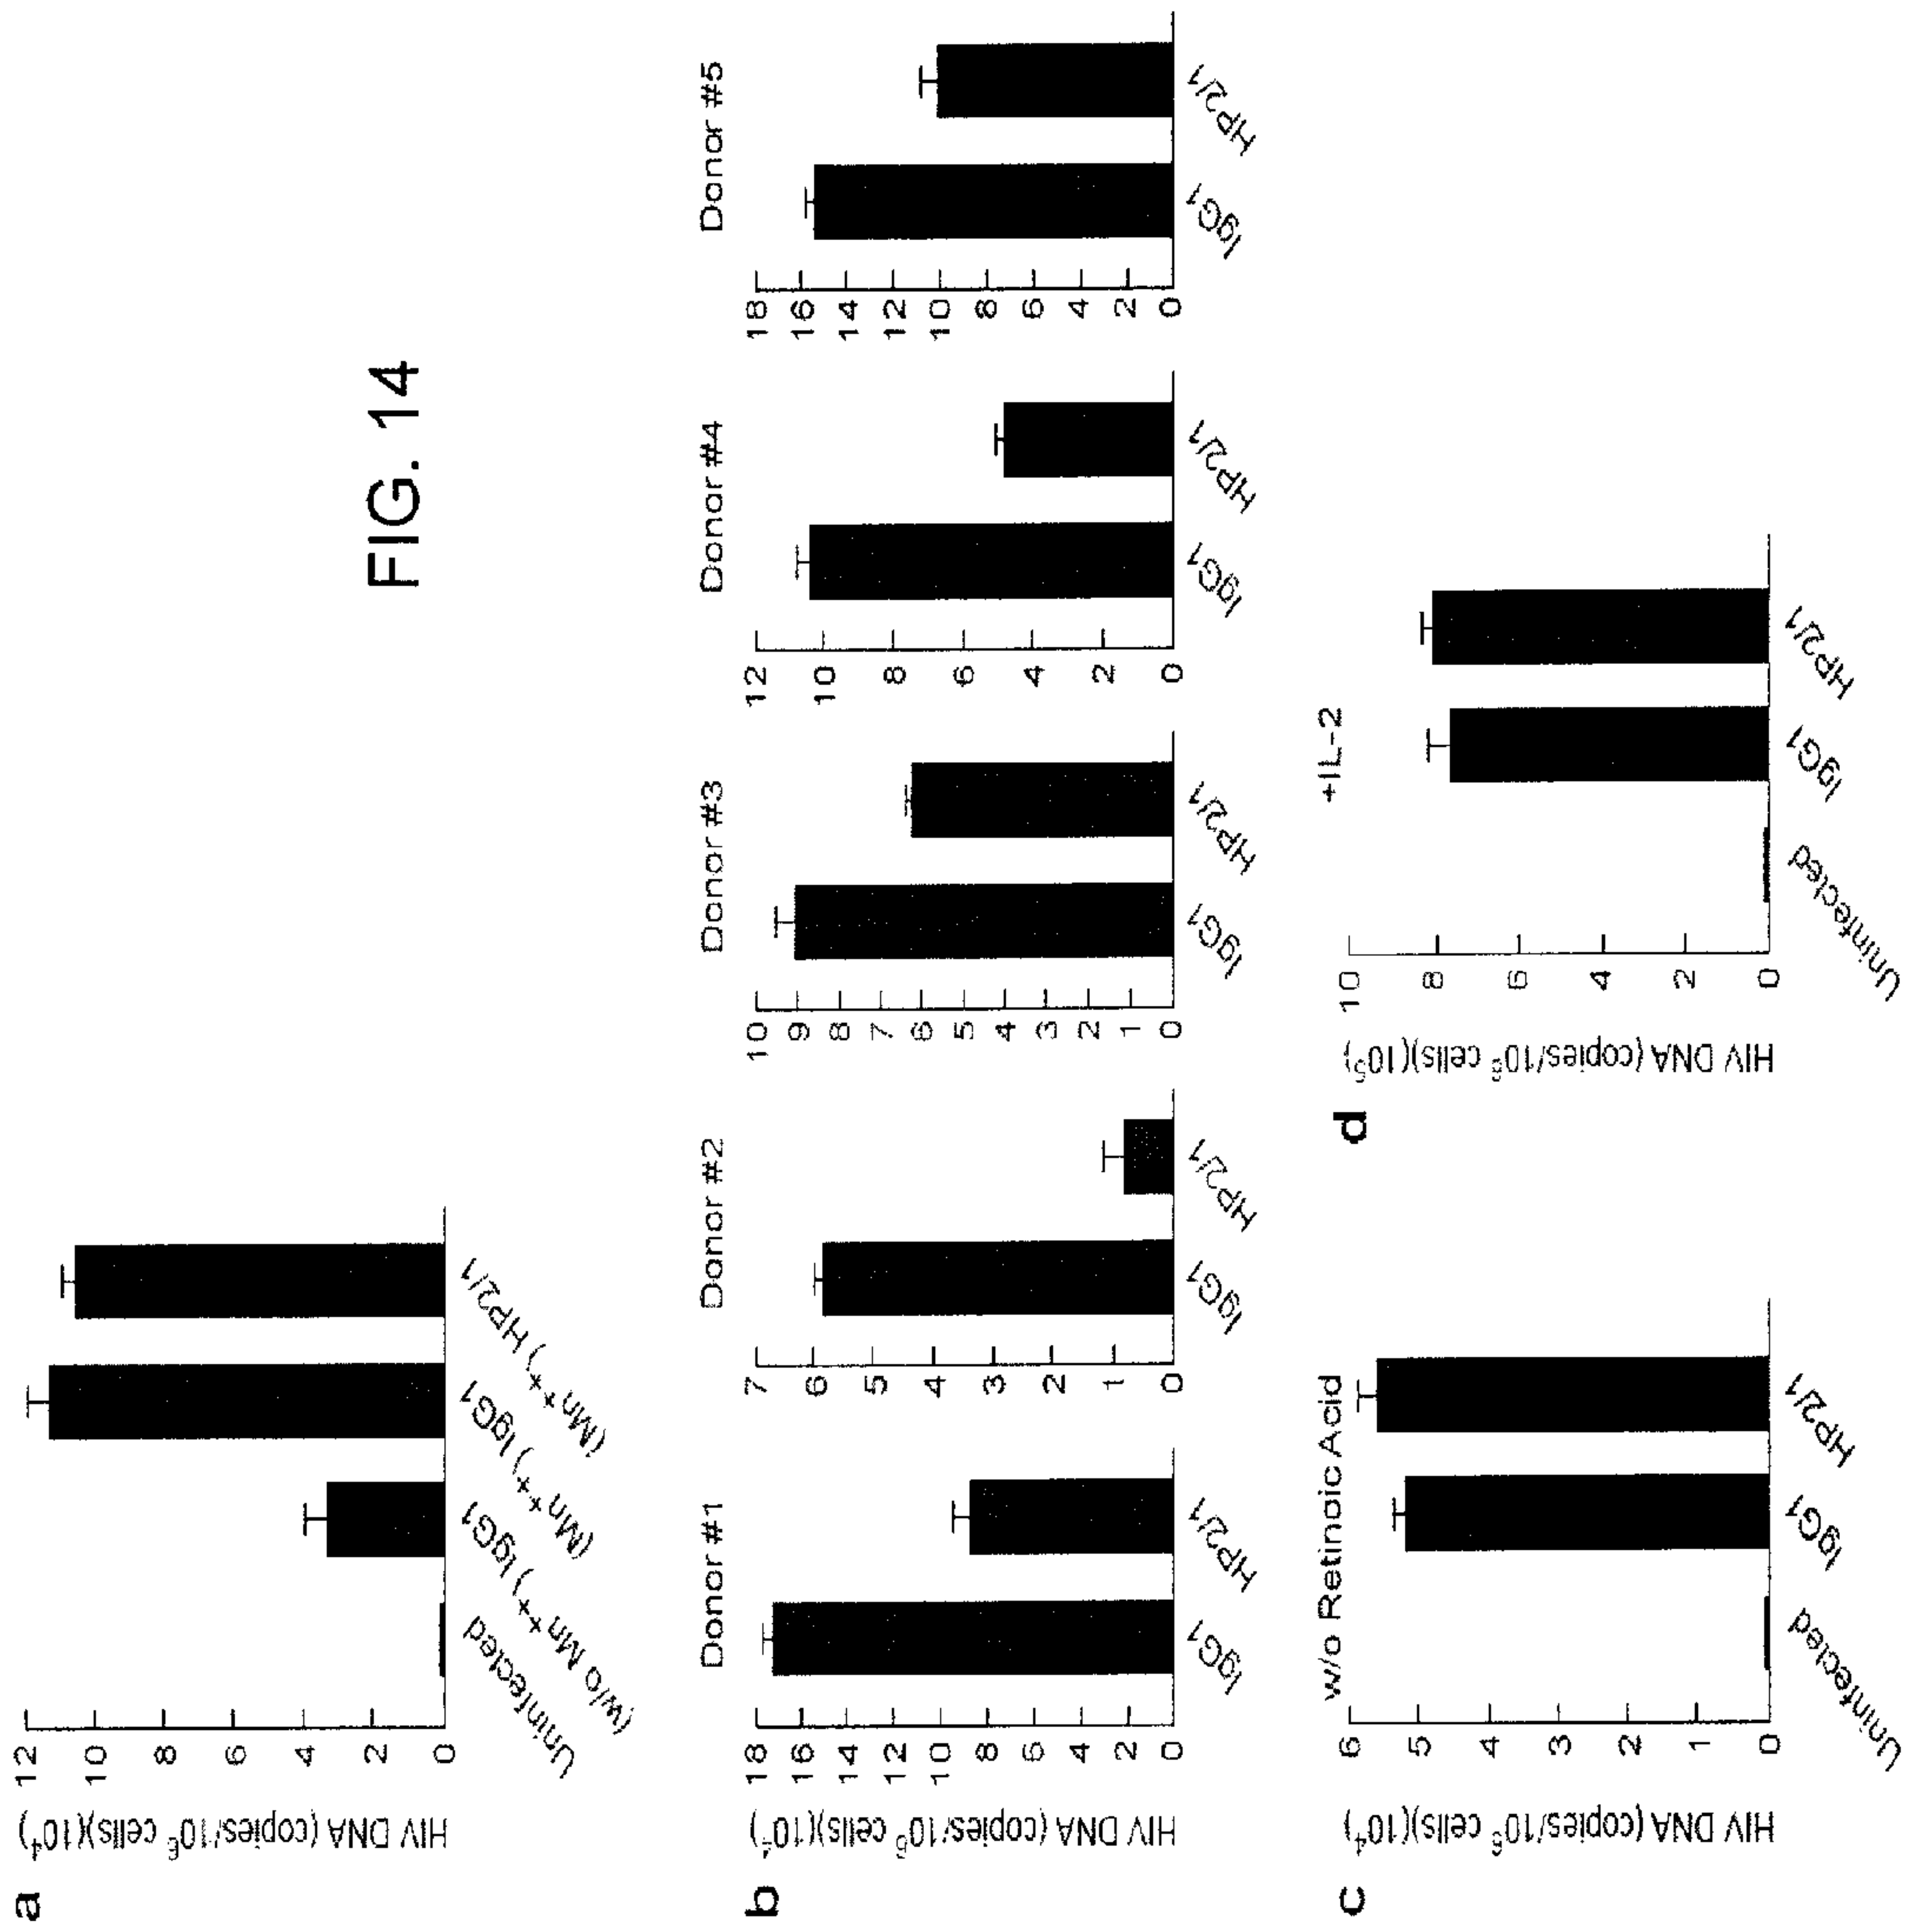 FIG. 14
a
HIV DNA (copies/10⁶ cells)(10⁴)
12
10
8
6
4
2
0
Uninfected
(w/o Mn⁺⁺) IgG1
(Mn⁺⁺) IgG1
(Mn⁺⁺) HP2/1
b
HIV DNA (copies/10⁶ cells)
Donor #1
18
16
14
12
10
8
6
4
2
0
IgG1
HP2/1
Donor #2
7
6
5
4
3
2
1
0
IgG1
HP2/1
Donor #3
10
9
8
7
6
5
4
3
2
1
0
IgG1
HP2/1
Donor #4
12
10
8
6
4
2
0
IgG1
HP2/1
Donor #5
18
16
14
12
10
8
6
4
2
0
IgG1
HP2/1
c
HIV DNA (copies/10⁶ cells)(10⁴)
w/o Retinoic Acid
6
5
4
3
2
1
0
Uninfected
IgG1
HP2/1
d
HIV DNA (copies/10⁶ cells)(10⁵)
+IL-2
10
8
6
4
2
0
Uninfected
IgG1
HP2/1